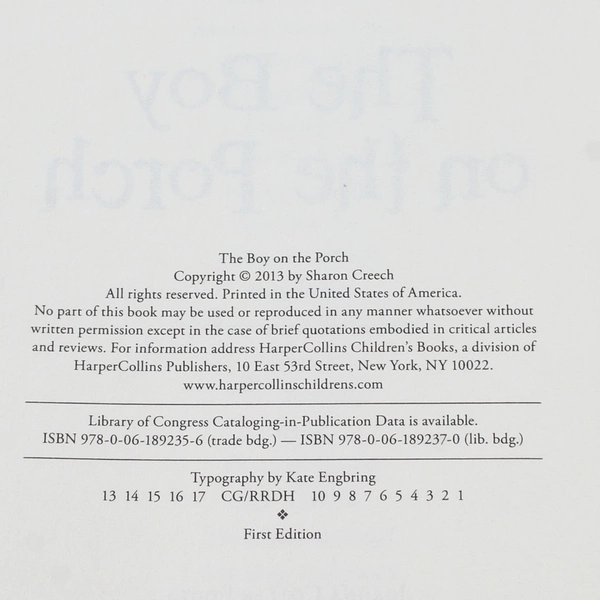 The Boy
on the Porch
The Boy on the Porch
Copyright © 2013 by Sharon Creech
All rights reserved. Printed in the United States of America.
No part of this book may be used or reproduced in any manner whatsoever without
written permission except in the case of brief quotations embodied in critical articles
and reviews. For information address HarperCollins Children's Books, a division of
HarperCollins Publishers, 10 East 53rd Street, New York, NY 10022.
www.harpercollinschildrens.com
Library of Congress Cataloging-in-Publication Data is available.
ISBN 978-0-06-189235-6 (trade bdg.) — ISBN 978-0-06-189237-0 (lib. bdg.)
Typography by Kate Engbring
13 14 15 16 17 CG/RRDH 10 9 8 7 6 5 4 3 2 1
❖
First Edition